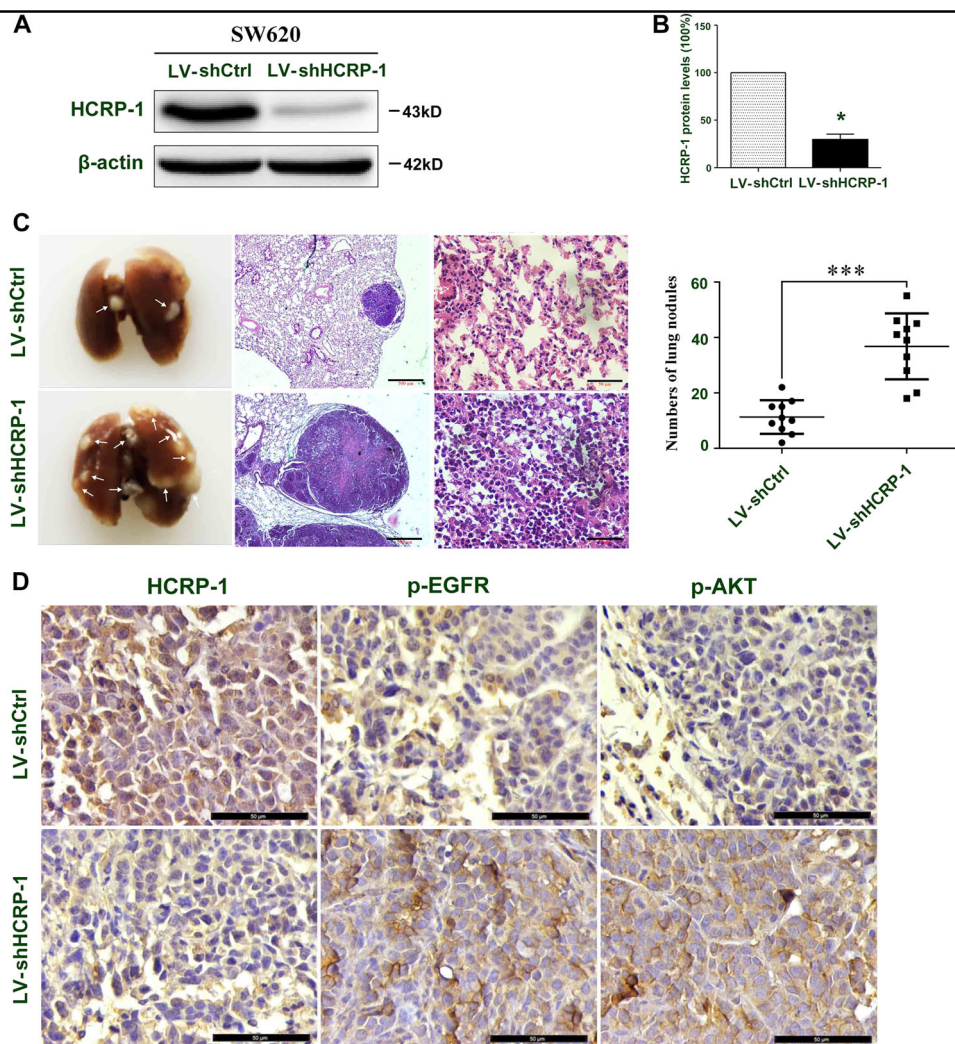 A
SW620
LV-shCtrl LV-shHCRP-1
HCRP-1
43kD
β-actin
42kD
B
HCRP-1 protein levels (100%)
150
100
50
0
*
LV-shCtrl LV-shHCRP-1
C
LV-shCtrl
LV-shHCRP-1
Numbers of lung nodes
60
40
20
0
***
LV-shCtrl
LV-shHCRP-1
D
HCRP-1 p-EGFR p-AKT
LV-shCtrl
50 µm 50 µm 50 µm
LV-shHCRP-1
50 µm 50 µm 50 µm